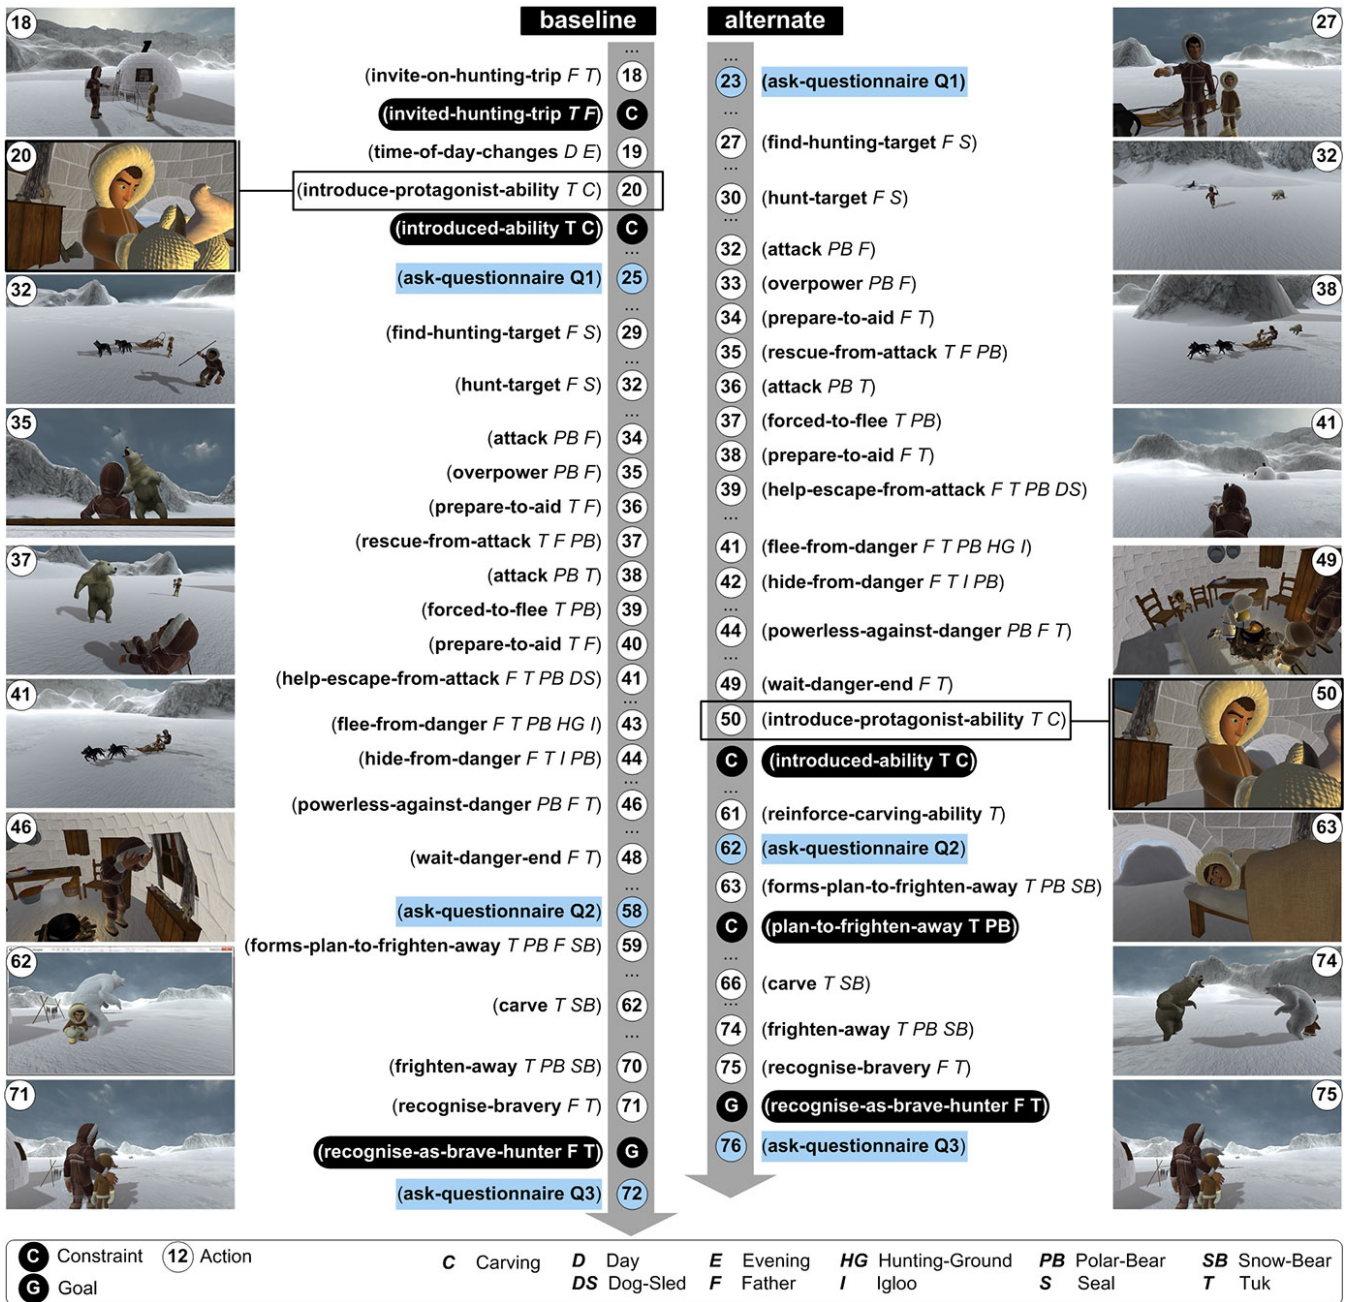 baseline
alternate
18
...
(invite-on-hunting-trip F T) 18
(invited-hunting-trip T F) C
(time-of-day-changes D E) 19
20
(introduce-protagonist-ability T C) 20
(introduced-ability T C) C
...
(ask-questionnaire Q1) 25
...
32
(find-hunting-target F S) 29
...
(hunt-target F S) 32
...
35
(attack PB F) 34
(overpower PB F) 35
(prepare-to-aid T F) 36
(rescue-from-attack T F PB) 37
37
(attack PB T) 38
(forced-to-flee T PB) 39
(prepare-to-aid T F) 40
(help-escape-from-attack F T PB DS) 41
...
41
(flee-from-danger F T PB HG I) 43
(hide-from-danger F T I PB) 44
...
(powerless-against-danger PB F T) 46
...
46
(wait-danger-end F T) 48
...
(ask-questionnaire Q2) 58
(forms-plan-to-frighten-away T PB F SB) 59
...
62
(carve T SB) 62
...
(frighten-away T PB SB) 70
71
(recognise-bravery F T) 71
(recognise-as-brave-hunter F T) G
(ask-questionnaire Q3) 72
...
23 (ask-questionnaire Q1)
...
27
27 (find-hunting-target F S)
...
30 (hunt-target F S)
...
32
32 (attack PB F)
33 (overpower PB F)
34 (prepare-to-aid F T)
35 (rescue-from-attack T F PB)
36 (attack PB T)
37 (forced-to-flee T PB)
38
38 (prepare-to-aid F T)
39 (help-escape-from-attack F T PB DS)
...
41
41 (flee-from-danger F T PB HG I)
42 (hide-from-danger F T I PB)
...
44 (powerless-against-danger PB F T)
...
49
49 (wait-danger-end F T)
50
50 (introduce-protagonist-ability T C)
C (introduced-ability T C)
...
61 (reinforce-carving-ability T)
62 (ask-questionnaire Q2)
63
63 (forms-plan-to-frighten-away T PB SB)
C (plan-to-frighten-away T PB)
...
66 (carve T SB)
...
74
74 (frighten-away T PB SB)
75 (recognise-bravery F T)
75
G (recognise-as-brave-hunter F T)
76 (ask-questionnaire Q3)
C Constraint 12 Action C Carving D Day E Evening HG Hunting-Ground PB Polar-Bear SB Snow-Bear
G Goal DS Dog-Sled F Father I Igloo S Seal T Tuk